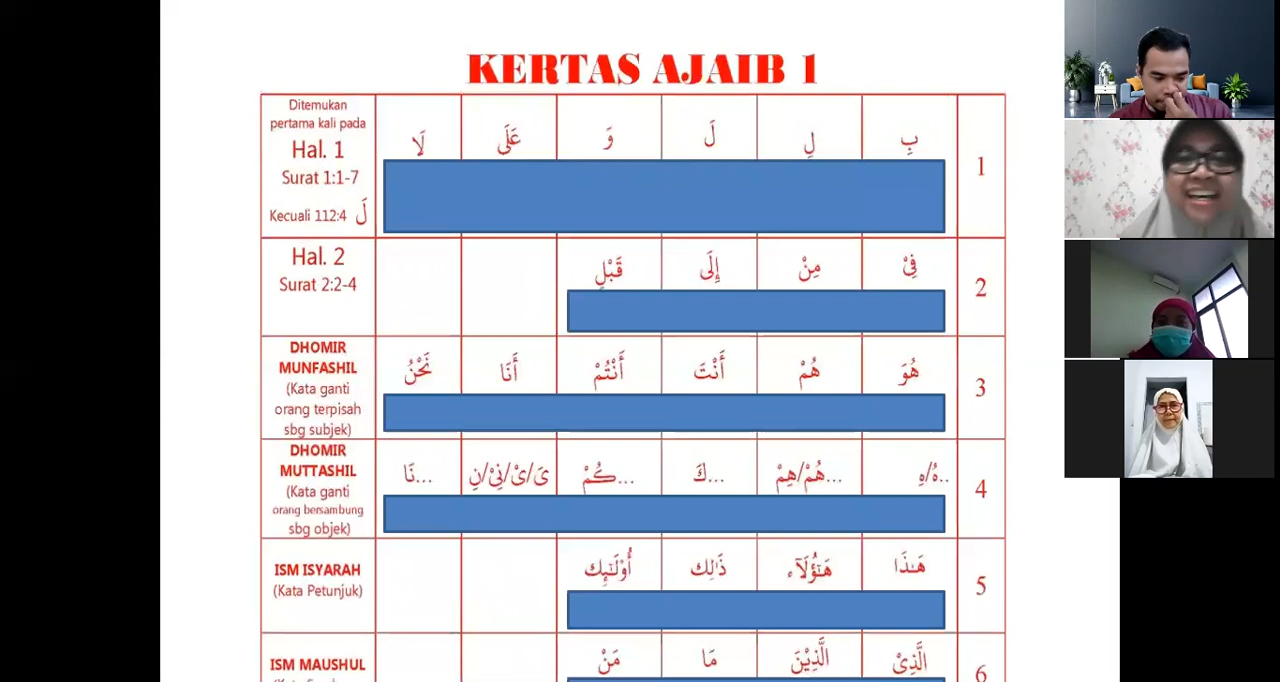 KERTAS AJAIB 1
Ditemukan
pertama kali pada
Hal. 1
Surat 1:1-7
Kecuali 112:4 لَ
1 بِ لِ لَ وَ عَلَى لَا
Hal. 2
Surat 2:2-4
2 فِيْ مِنْ إِلَى قَبْلِ
DHOMIR
MUNFASHIL
(Kata ganti
orang terpisah
sbg subjek)
3 هُوَ هُمْ أَنْتَ أَنْتُمْ أَنَا نَحْنُ
DHOMIR
MUTTASHIL
(Kata ganti
orang bersambung
sbg objek)
4 ..هُ/هِ ...هُمْ/هِمْ ...كَ ...كُمْ يَ/يْ/نِيْ/نِ ...نَا
ISM ISYARAH
(Kata Petunjuk)
5 هَـٰذَا هَـٰٓؤُلَآءِ ذَٰلِكَ أُوْلَـٰٓئِكَ
ISM MAUSHUL
6 الَّذِيْ الَّذِيْنَ مَا مَنْ